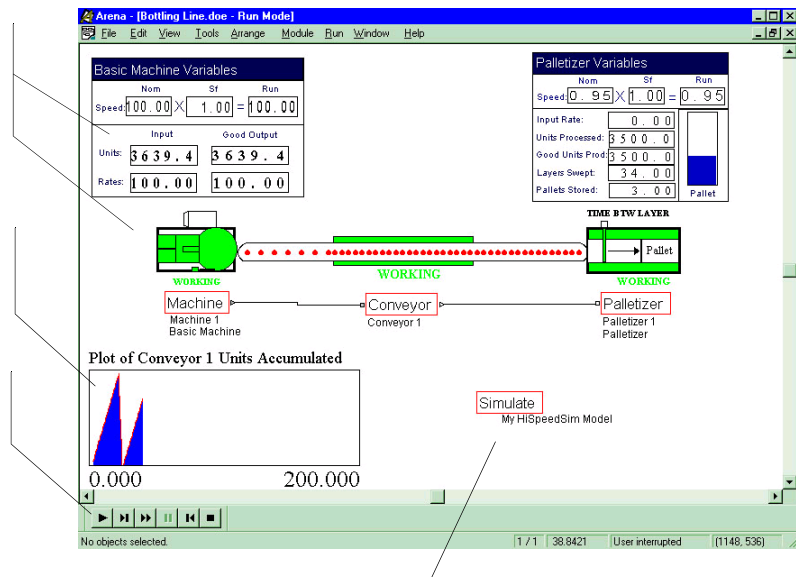 Arena - [Bottling Line.doe - Run Mode]
File Edit View Tools Arrange Module Run Window Help
Basic Machine Variables
Nom Sf Run
Speed: 100.00 X 1.00 = 100.00
Input Good Output
Units: 3639.4 3639.4
Rates: 100.00 100.00
Palletizer Variables
Nom Sf Run
Speed: 0.95 X 1.00 = 0.95
Input Rate: 0.00
Units Processed: 3500.0
Good Units Prod: 3500.0
Layers Swept: 34.00
Pallets Stored: 3.00
Pallet
TIME BTW LAYER
Pallet
WORKING
WORKING
WORKING
Machine
Machine 1
Basic Machine
Conveyor
Conveyor 1
Palletizer
Palletizer 1
Palletizer
Plot of Conveyor 1 Units Accumulated
0.000 200.000
Simulate
My HiSpeedSim Model
No objects selected. 1 / 1 38.8421 User interrupted (1148, 536)